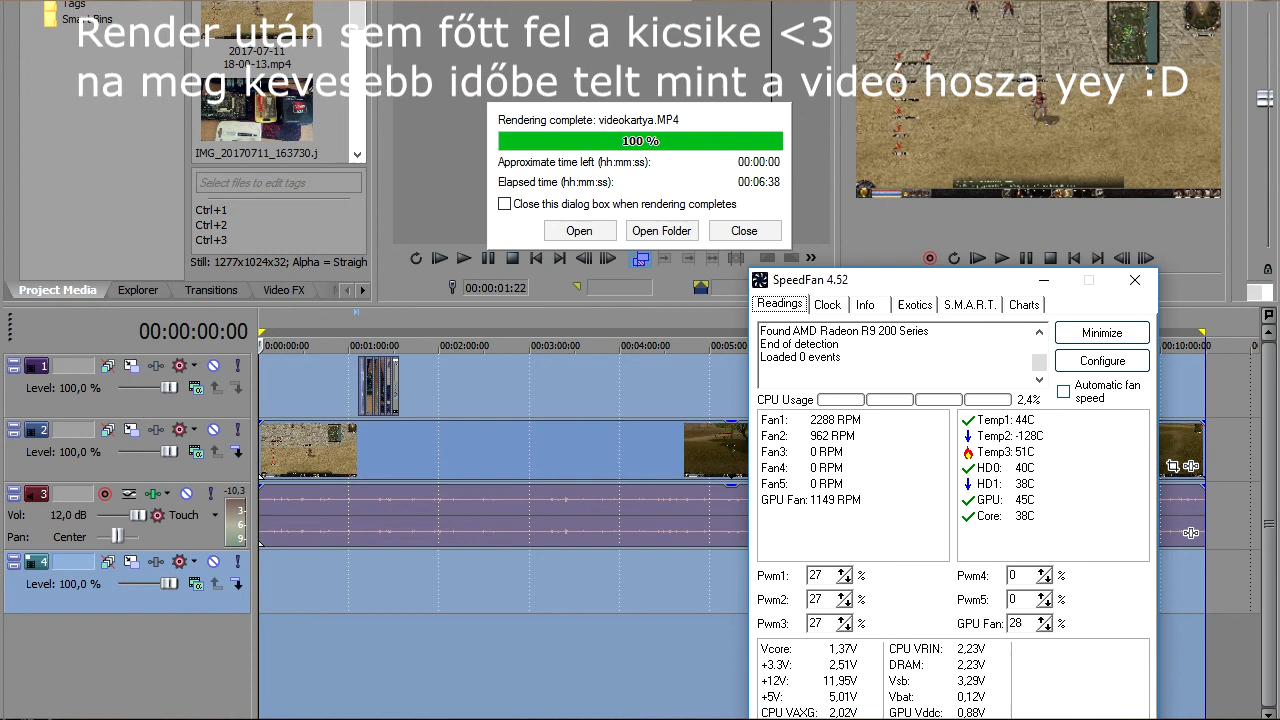 Render után sem főtt fel a kicsike <3
na meg kevesebb időbe telt mint a videó hosza yey :D
Tags
Smart Bins
2017-07-11
18-00-13.mp4
IMG_20170711_163730.j
Select files to edit tags
Ctrl+1
Ctrl+2
Ctrl+3
Still: 1277x1024x32; Alpha = Straigh
Project Media
Explorer
Transitions
Video FX
Rendering complete: videokartya.MP4
100 %
Approximate time left (hh:mm:ss): 00:00:00
Elapsed time (hh:mm:ss): 00:06:38
Close this dialog box when rendering completes
Open
Open Folder
Close
00:00:01:22
00:00:00:00
00:00:00:00
00:01:00:00
00:02:00:00
00:03:00:00
00:04:00:00
00:05:00
00:10:00:00
00:
1
Level: 100,0 %
2
Level: 100,0 %
3
-10,3
Vol: 12,0 dB
Touch
Pan: Center
3-
6-
9-
4
Level: 100,0 %
SpeedFan 4.52
Readings
Clock
Info
Exotics
S.M.A.R.T.
Charts
Found AMD Radeon R9 200 Series
End of detection
Loaded 0 events
Minimize
Configure
Automatic fan
speed
CPU Usage 2,4%
Fan1: 2288 RPM
Fan2: 962 RPM
Fan3: 0 RPM
Fan4: 0 RPM
Fan5: 0 RPM
GPU Fan: 1149 RPM
Temp1: 44C
Temp2: -128C
Temp3: 51C
HD0: 40C
HD1: 38C
GPU: 45C
Core: 38C
Pwm1: 27 %
Pwm2: 27 %
Pwm3: 27 %
Pwm4: 0 %
Pwm5: 0 %
GPU Fan: 28 %
Vcore: 1,37V
+3.3V: 2,51V
+12V: 11,95V
+5V: 5,01V
CPU VAXG: 2,02V
CPU VRIN: 2,23V
DRAM: 2,23V
Vsb: 3,29V
Vbat: 0,12V
GPU Vddc: 0,88V